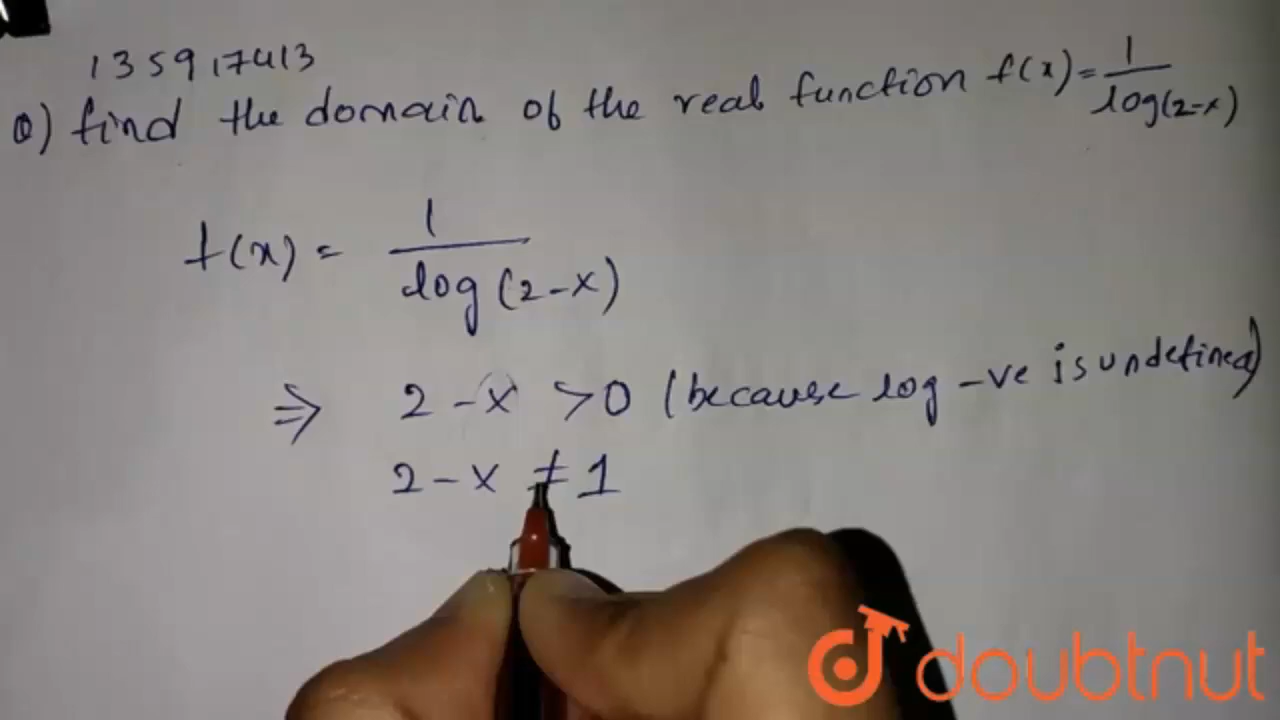 135917413
Q) find the domain of the real function f(x) = 1/log(2-x)
f(x) = 1/log(2-x)
⇒ 2-x >0 (because log -ve is undefined)
2-x ≠ 1
doubtnut